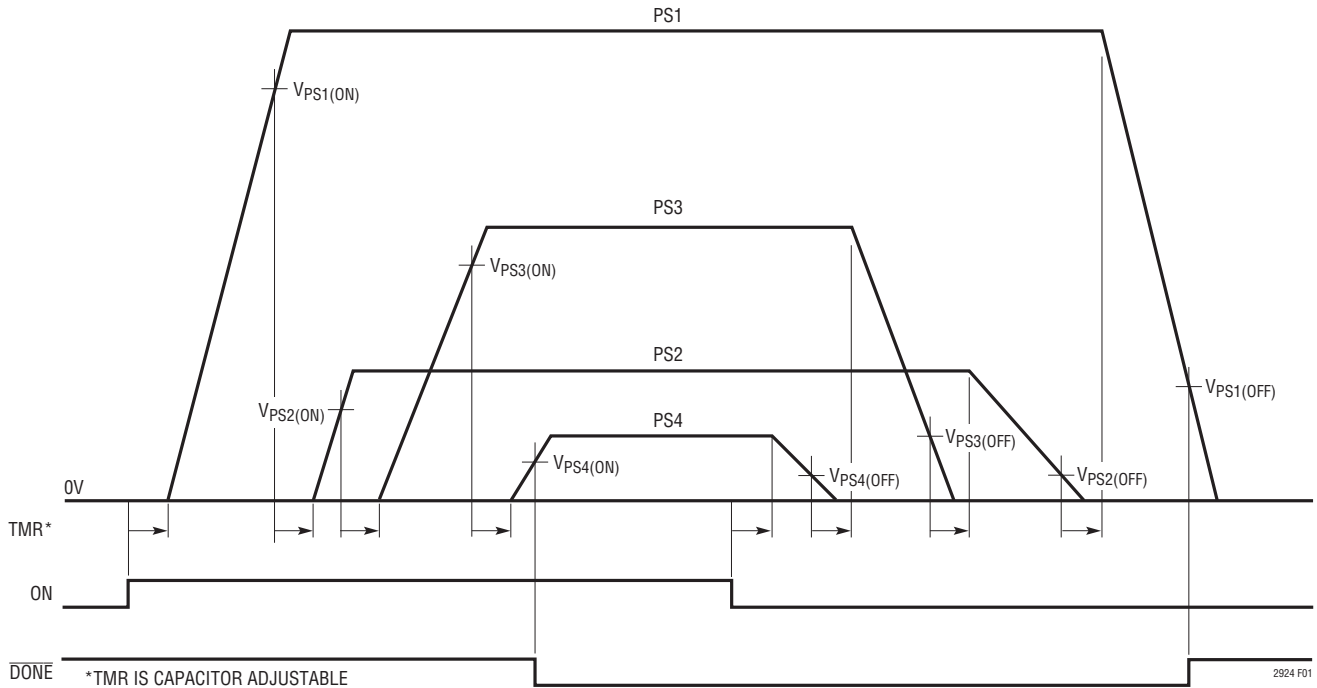 PS1
VPS1(ON)
PS3
VPS3(ON)
PS2
VPS1(OFF)
VPS2(ON)
PS4
VPS3(OFF)
VPS4(ON)
VPS4(OFF)
VPS2(OFF)
0V
TMR*
ON
DONE
*TMR IS CAPACITOR ADJUSTABLE
2924 F01